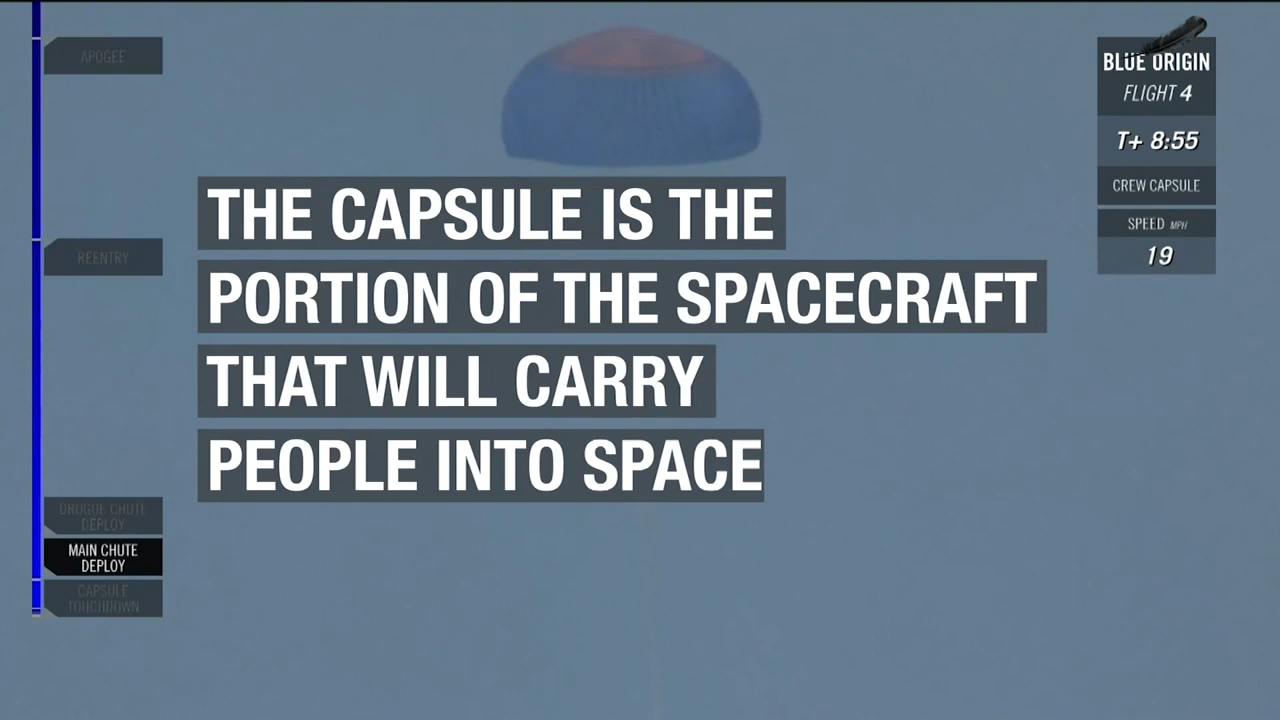 APOGEE
REENTRY
DROGUE CHUTE
DEPLOY
MAIN CHUTE
DEPLOY
CAPSULE
TOUCHDOWN
THE CAPSULE IS THE
PORTION OF THE SPACECRAFT
THAT WILL CARRY
PEOPLE INTO SPACE
BLUE ORIGIN
FLIGHT 4
T+ 8:55
CREW CAPSULE
SPEED MPH
19